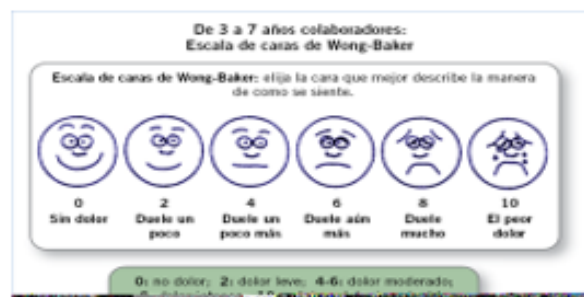 De 3 a 7 años colaboradores:
Escala de caras de Wong-Baker
Escala de caras de Wong-Baker: elija la cara que mejor describe la manera
de como se siente.
0 2 4 6 8 10
Sin dolor Duele un Duele un Duele aún Duele El peor
poco poco más más mucho dolor
0: no dolor; 2: dolor leve; 4-6: dolor moderado;